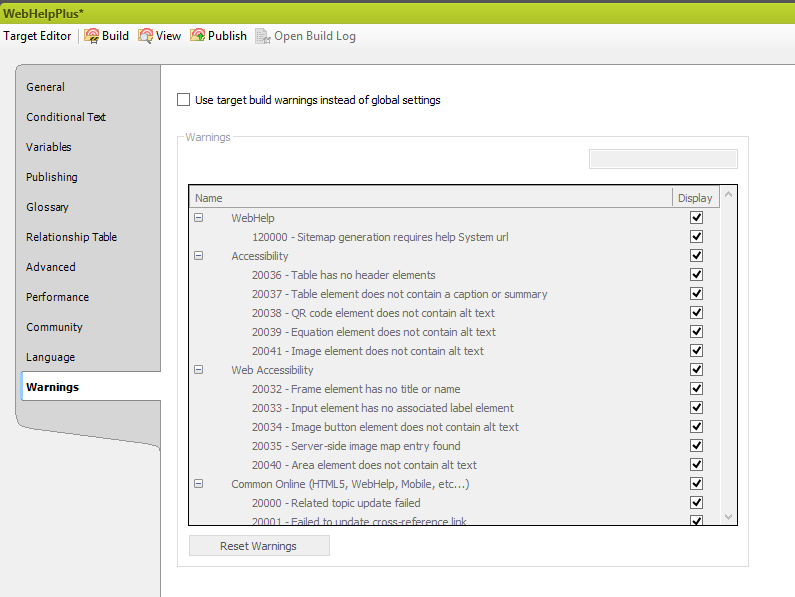 WebHelpPlus*
Target Editor Build View Publish Open Build Log
General
Conditional Text
Variables
Publishing
Glossary
Relationship Table
Advanced
Performance
Community
Language
Warnings
Use target build warnings instead of global settings
Warnings
Name Display
WebHelp
120000 - Sitemap generation requires help System url
Accessibility
20036 - Table has no header elements
20037 - Table element does not contain a caption or summary
20038 - QR code element does not contain alt text
20039 - Equation element does not contain alt text
20041 - Image element does not contain alt text
Web Accessibility
20032 - Frame element has no title or name
20033 - Input element has no associated label element
20034 - Image button element does not contain alt text
20035 - Server-side image map entry found
20040 - Area element does not contain alt text
Common Online (HTML5, WebHelp, Mobile, etc...)
20000 - Related topic update failed
20001 - Failed to update cross-reference link
Reset Warnings